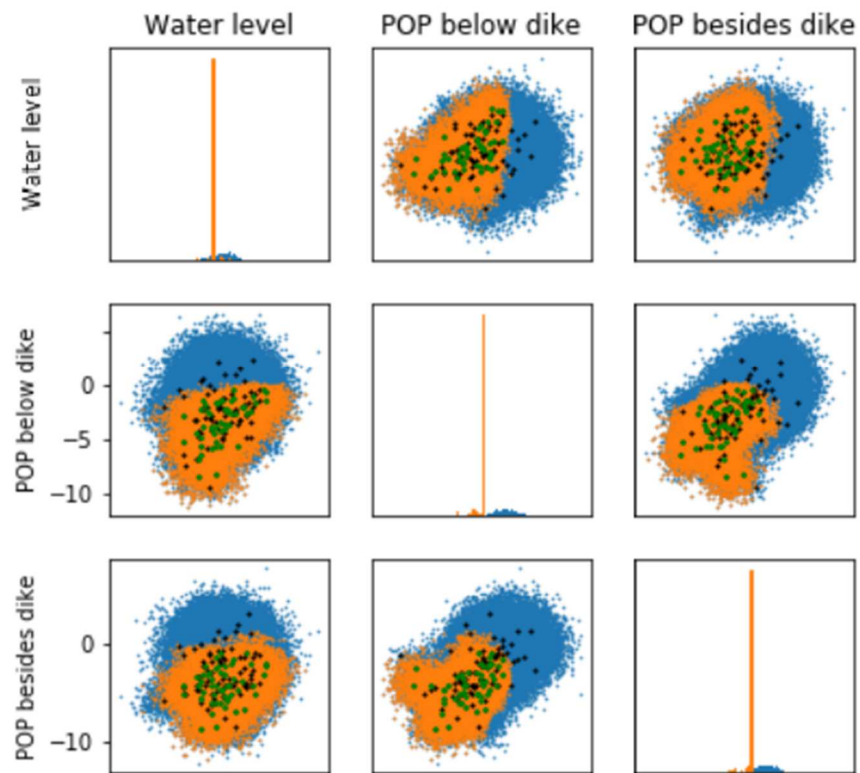 Water level POP below dike POP besides dike
Water level
POP below dike
0
−5
−10
POP besides dike
0
−10